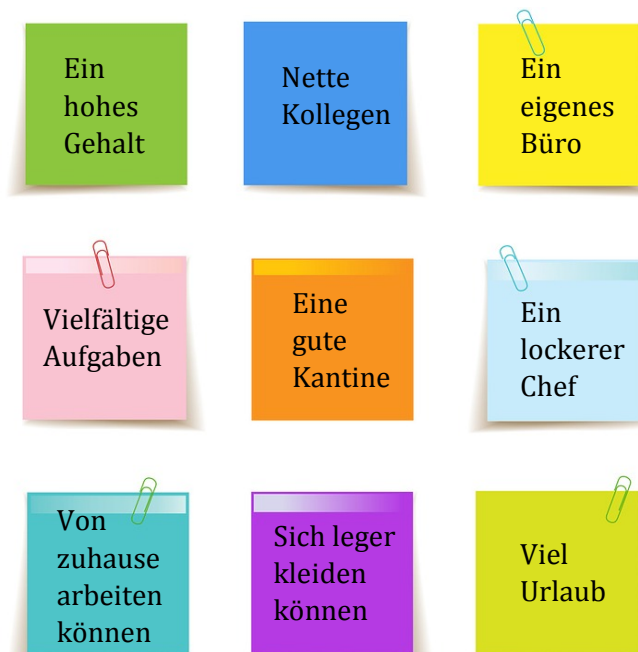 Ein
hohes
Gehalt
Nette
Kollegen
Ein
eigenes
Büro
Vielfältige
Aufgaben
Eine
gute
Kantine
Ein
lockerer
Chef
Von
zuhause
arbeiten
können
Sich leger
kleiden
können
Viel
Urlaub